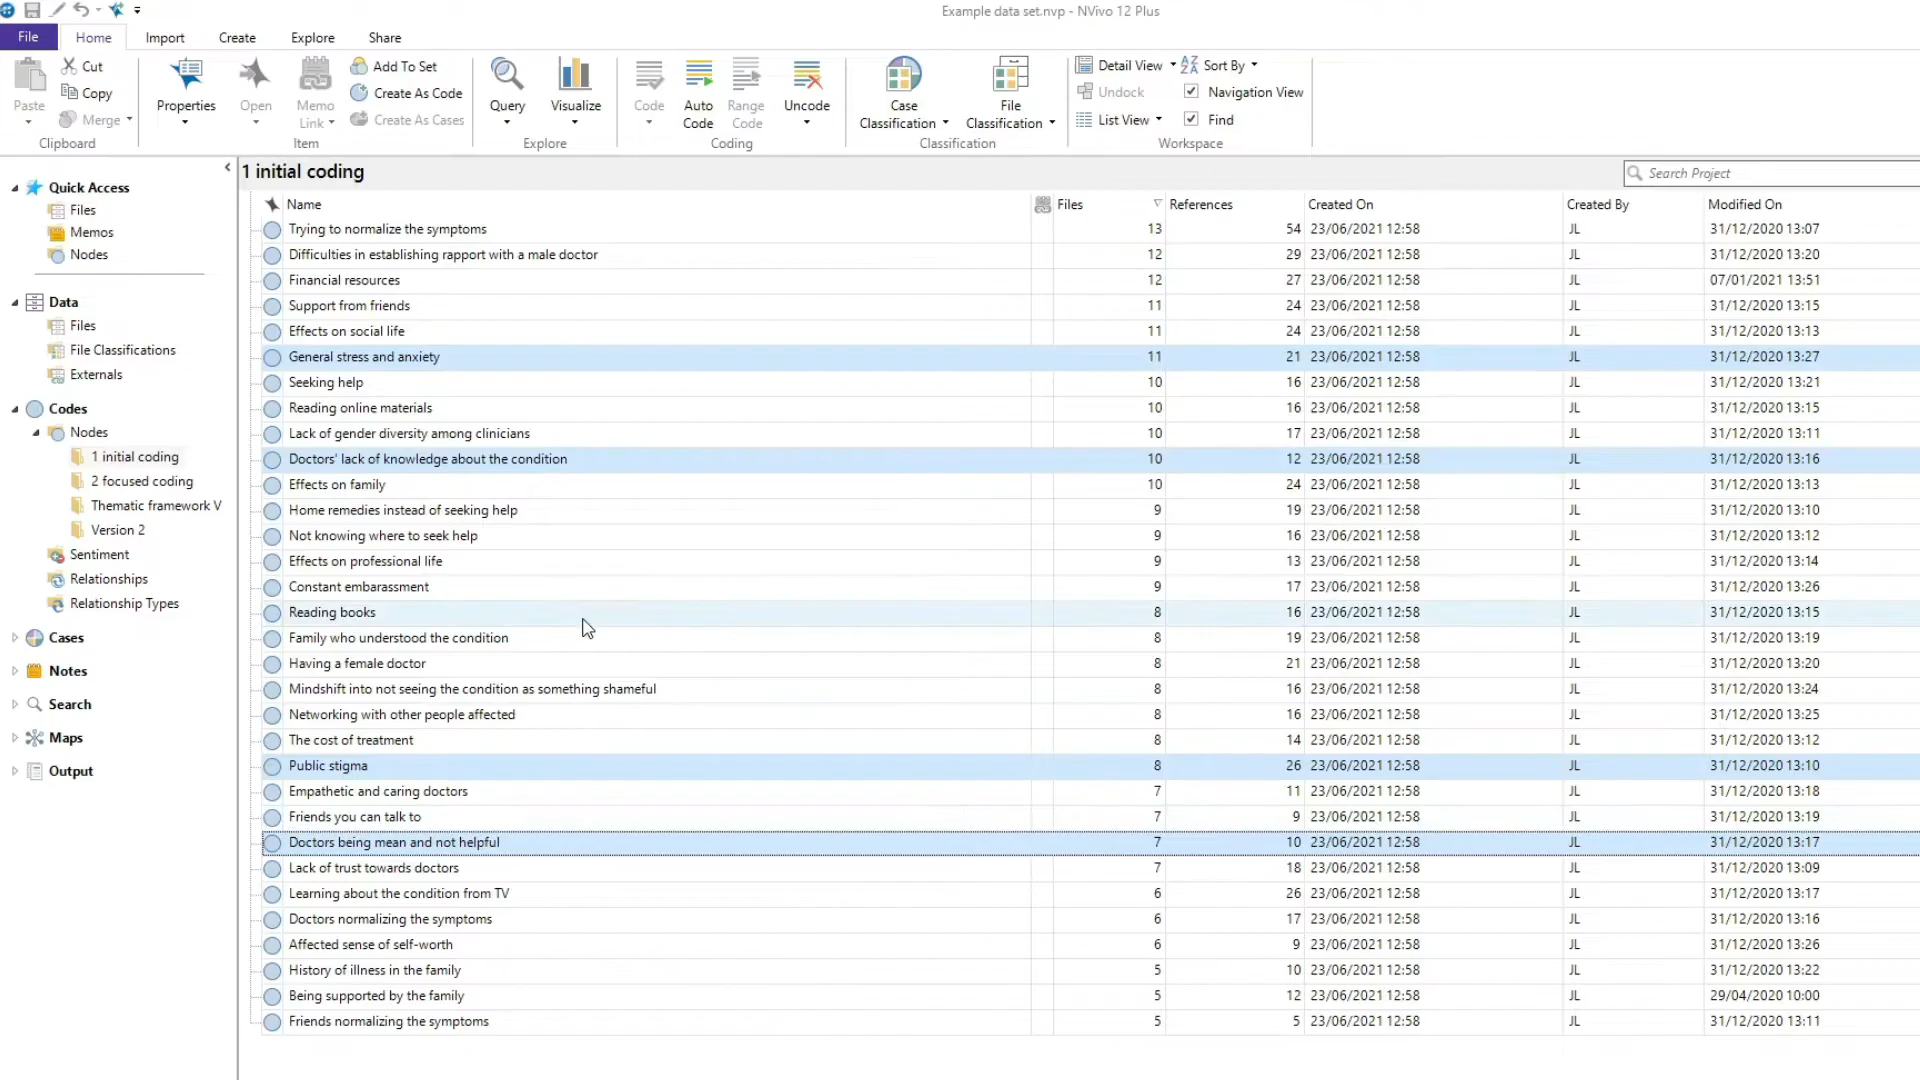 Example data set.nvp - NVivo 12 Plus
File Home Import Create Explore Share
Paste Cut Copy Merge Clipboard
Properties Open Memo Link Add To Set Create As Code Create As Cases Item
Query Visualize Explore
Code Auto Code Range Code Uncode Coding
Case Classification File Classification Classification
Detail View Sort By Undock Navigation View List View Find Workspace
Quick Access
Files
Memos
Nodes
Data
Files
File Classifications
Externals
Codes
Nodes
1 initial coding
2 focused coding
Thematic framework V
Version 2
Sentiment
Relationships
Relationship Types
Cases
Notes
Search
Maps
Output
1 initial coding
Search Project
Name Files References Created On Created By Modified On
Trying to normalize the symptoms 13 54 23/06/2021 12:58 JL 31/12/2020 13:07
Difficulties in establishing rapport with a male doctor 12 29 23/06/2021 12:58 JL 31/12/2020 13:20
Financial resources 12 27 23/06/2021 12:58 JL 07/01/2021 13:51
Support from friends 11 24 23/06/2021 12:58 JL 31/12/2020 13:15
Effects on social life 11 24 23/06/2021 12:58 JL 31/12/2020 13:13
General stress and anxiety 11 21 23/06/2021 12:58 JL 31/12/2020 13:27
Seeking help 10 16 23/06/2021 12:58 JL 31/12/2020 13:21
Reading online materials 10 16 23/06/2021 12:58 JL 31/12/2020 13:15
Lack of gender diversity among clinicians 10 17 23/06/2021 12:58 JL 31/12/2020 13:11
Doctors' lack of knowledge about the condition 10 12 23/06/2021 12:58 JL 31/12/2020 13:16
Effects on family 10 24 23/06/2021 12:58 JL 31/12/2020 13:13
Home remedies instead of seeking help 9 19 23/06/2021 12:58 JL 31/12/2020 13:10
Not knowing where to seek help 9 16 23/06/2021 12:58 JL 31/12/2020 13:12
Effects on professional life 9 13 23/06/2021 12:58 JL 31/12/2020 13:14
Constant embarassment 9 17 23/06/2021 12:58 JL 31/12/2020 13:26
Reading books 8 16 23/06/2021 12:58 JL 31/12/2020 13:15
Family who understood the condition 8 19 23/06/2021 12:58 JL 31/12/2020 13:19
Having a female doctor 8 21 23/06/2021 12:58 JL 31/12/2020 13:20
Mindshift into not seeing the condition as something shameful 8 16 23/06/2021 12:58 JL 31/12/2020 13:24
Networking with other people affected 8 16 23/06/2021 12:58 JL 31/12/2020 13:25
The cost of treatment 8 14 23/06/2021 12:58 JL 31/12/2020 13:12
Public stigma 8 26 23/06/2021 12:58 JL 31/12/2020 13:10
Empathetic and caring doctors 7 11 23/06/2021 12:58 JL 31/12/2020 13:18
Friends you can talk to 7 9 23/06/2021 12:58 JL 31/12/2020 13:19
Doctors being mean and not helpful 7 10 23/06/2021 12:58 JL 31/12/2020 13:17
Lack of trust towards doctors 7 18 23/06/2021 12:58 JL 31/12/2020 13:09
Learning about the condition from TV 6 26 23/06/2021 12:58 JL 31/12/2020 13:17
Doctors normalizing the symptoms 6 17 23/06/2021 12:58 JL 31/12/2020 13:16
Affected sense of self-worth 6 9 23/06/2021 12:58 JL 31/12/2020 13:26
History of illness in the family 5 10 23/06/2021 12:58 JL 31/12/2020 13:22
Being supported by the family 5 12 23/06/2021 12:58 JL 29/04/2020 10:00
Friends normalizing the symptoms 5 5 23/06/2021 12:58 JL 31/12/2020 13:11